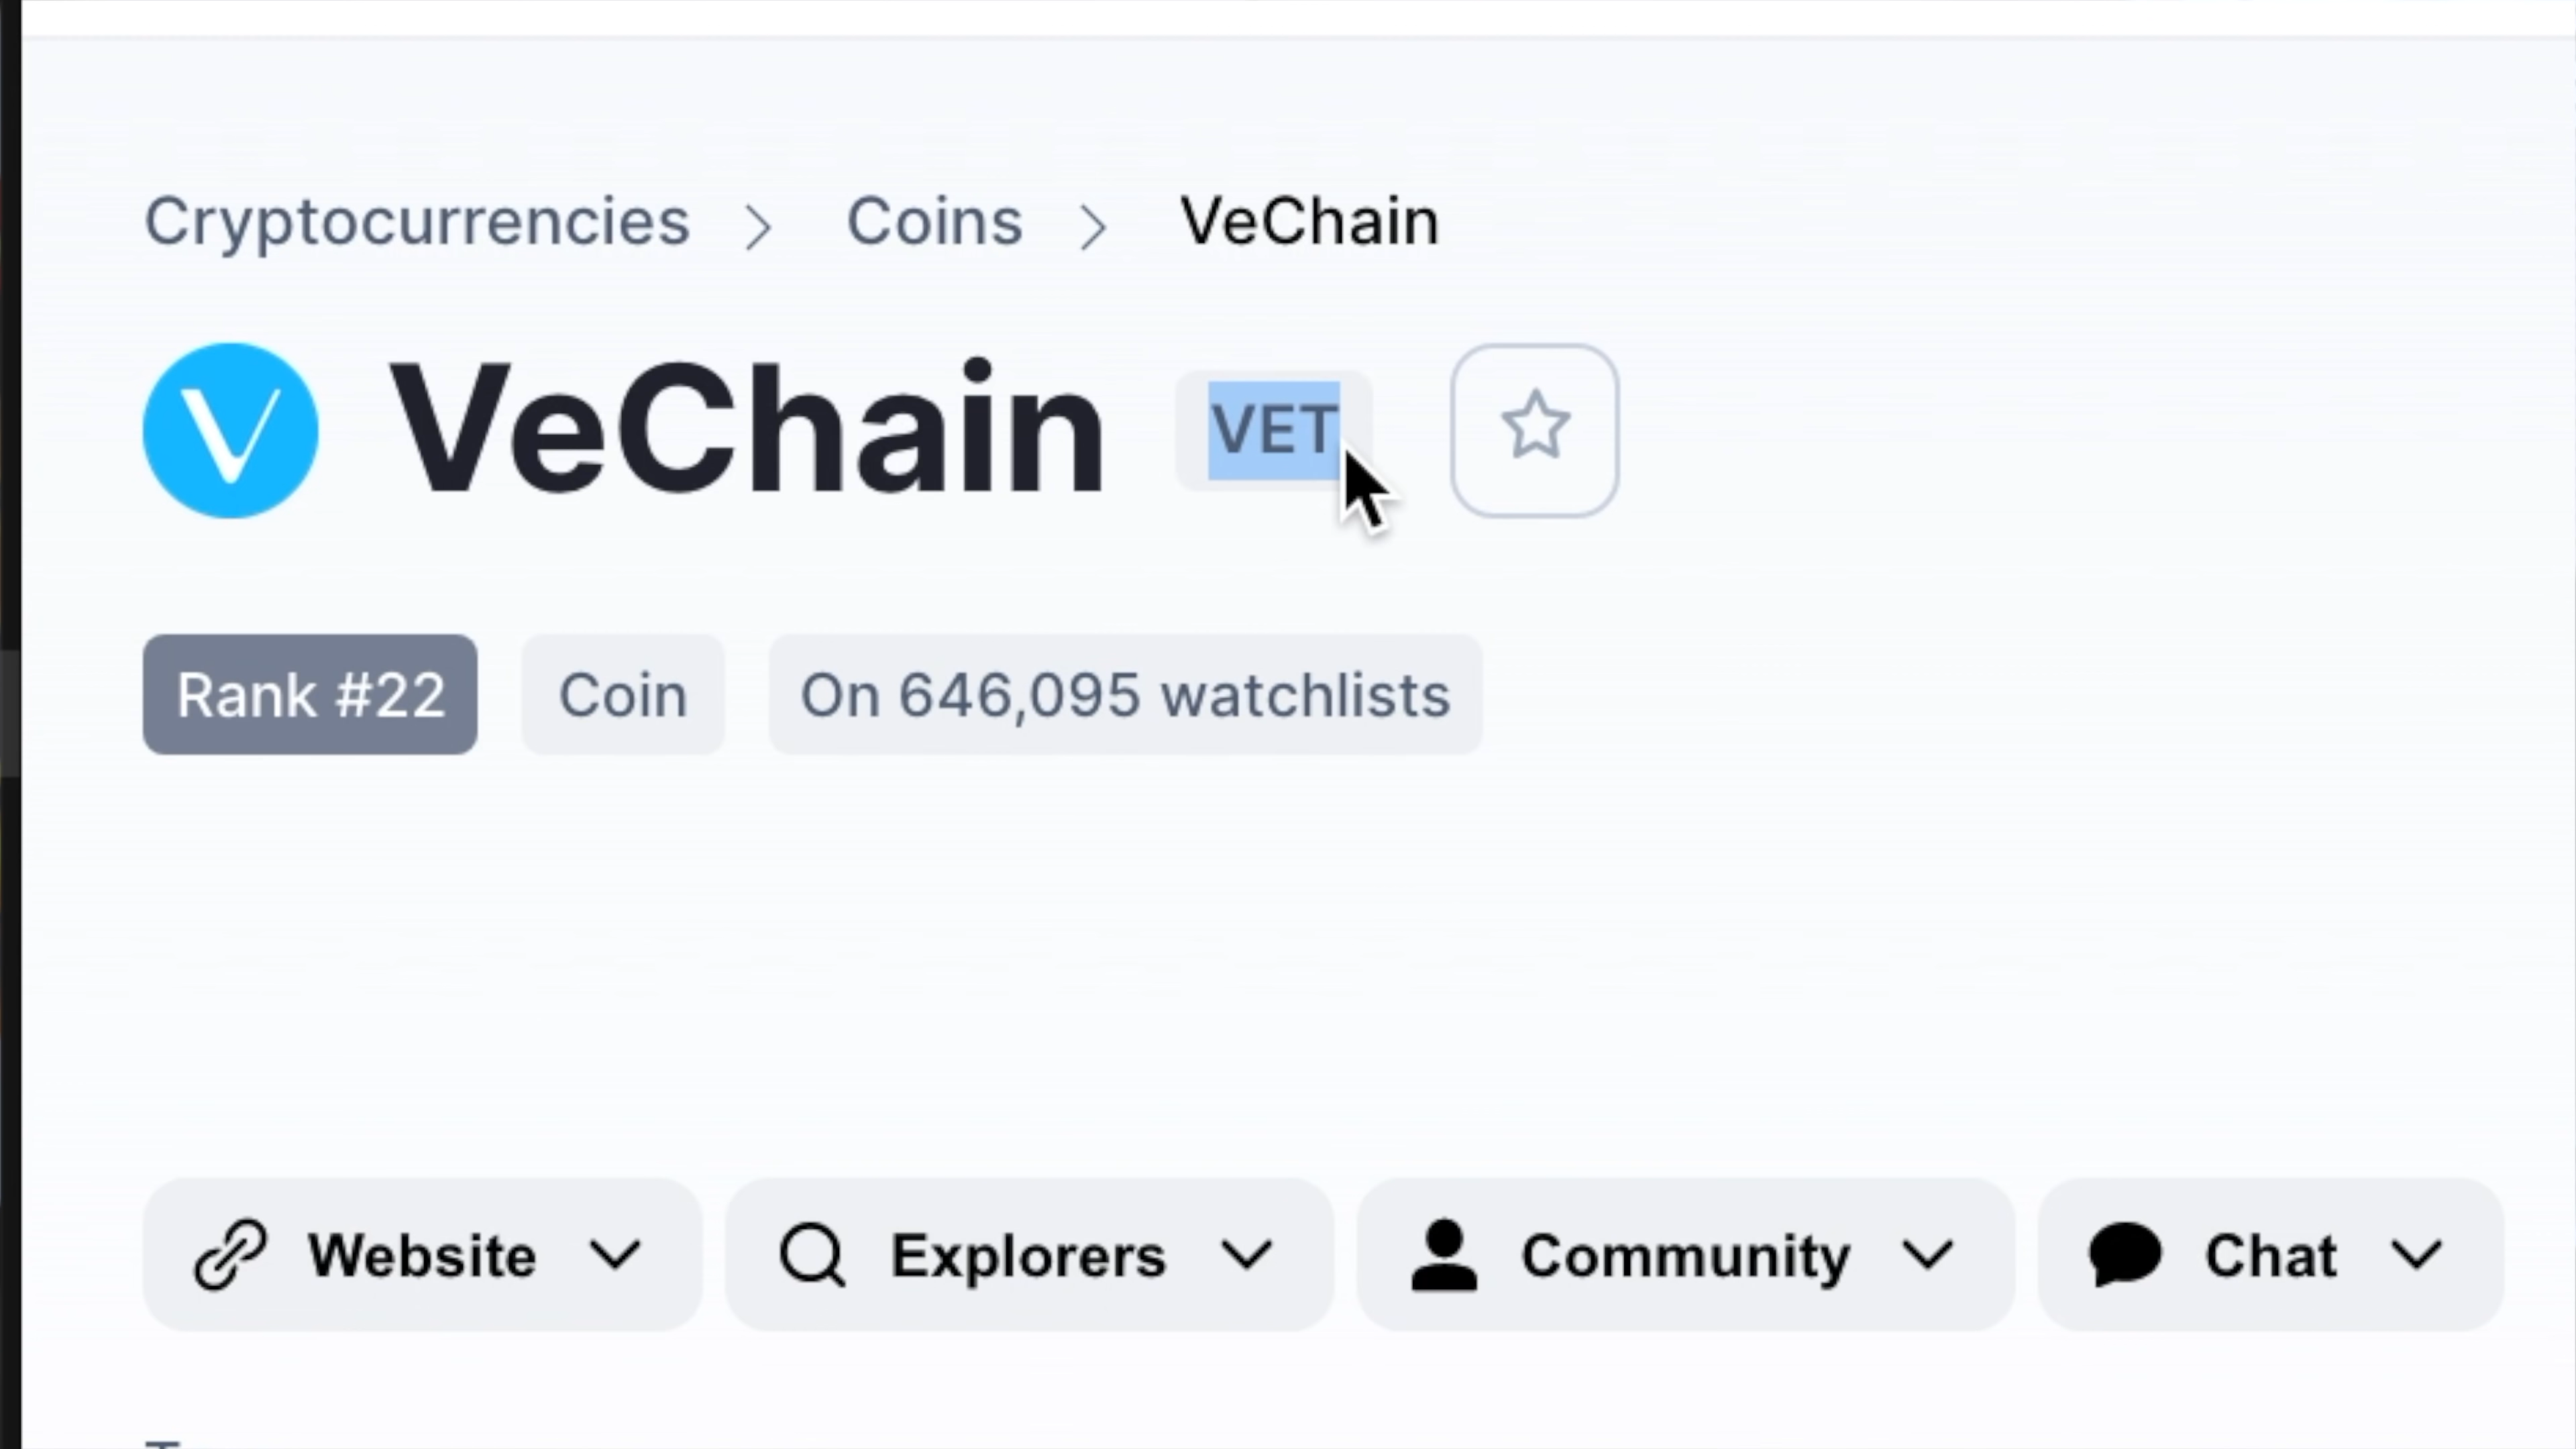 Cryptocurrencies > Coins > VeChain
VeChain VET
Rank #22 Coin On 646,095 watchlists
Website Explorers Community Chat